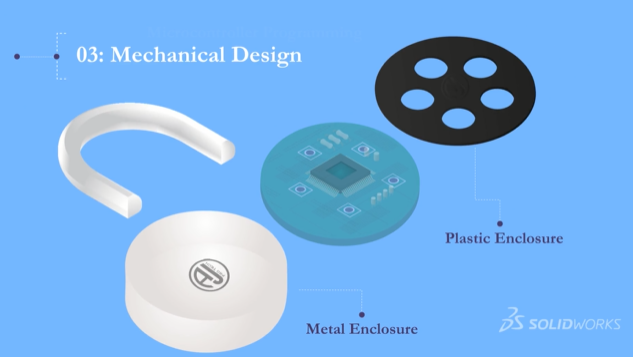 03: Mechanical Design
Plastic Enclosure
Metal Enclosure
SOLIDWORKS